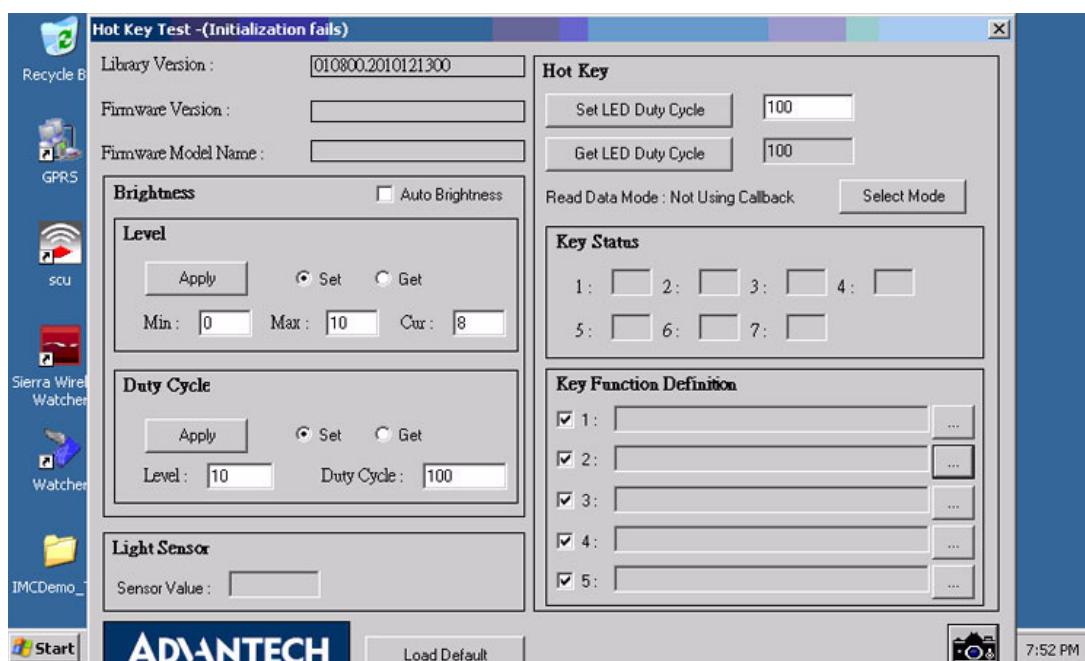 Hot Key Test -(Initialization fails)
Recycle B
GPRS
scu
Sierra Wirel
Watcher
Watcher
IMCDemo_T
Library Version : 010800.2010121300
Firmware Version :
Firmware Model Name :
Brightness
Auto Brightness
Level
Apply Set Get
Min : 0 Max : 10 Cur : 8
Duty Cycle
Apply Set Get
Level : 10 Duty Cycle : 100
Light Sensor
Sensor Value :
ADVANTECH
Load Default
Hot Key
Set LED Duty Cycle 100
Get LED Duty Cycle 100
Read Data Mode : Not Using Callback Select Mode
Key Status
1 : 2 : 3 : 4 :
5 : 6 : 7 :
Key Function Definition
1 : ...
2 : ...
3 : ...
4 : ...
5 : ...
Start
7:52 PM